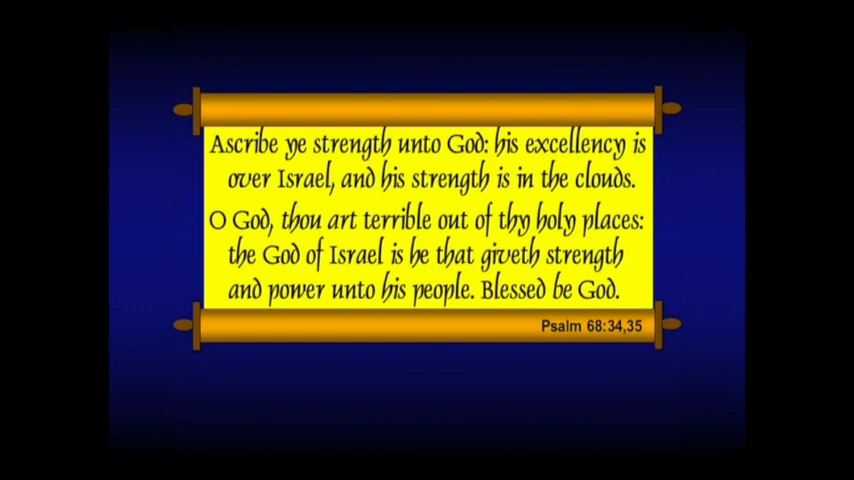 Ascribe ye strength unto God: his excellency is
over Israel, and his strength is in the clouds.
O God, thou art terrible out of thy holy places:
the God of Israel is he that giveth strength
and power unto his people. Blessed be God.
Psalm 68:34,35